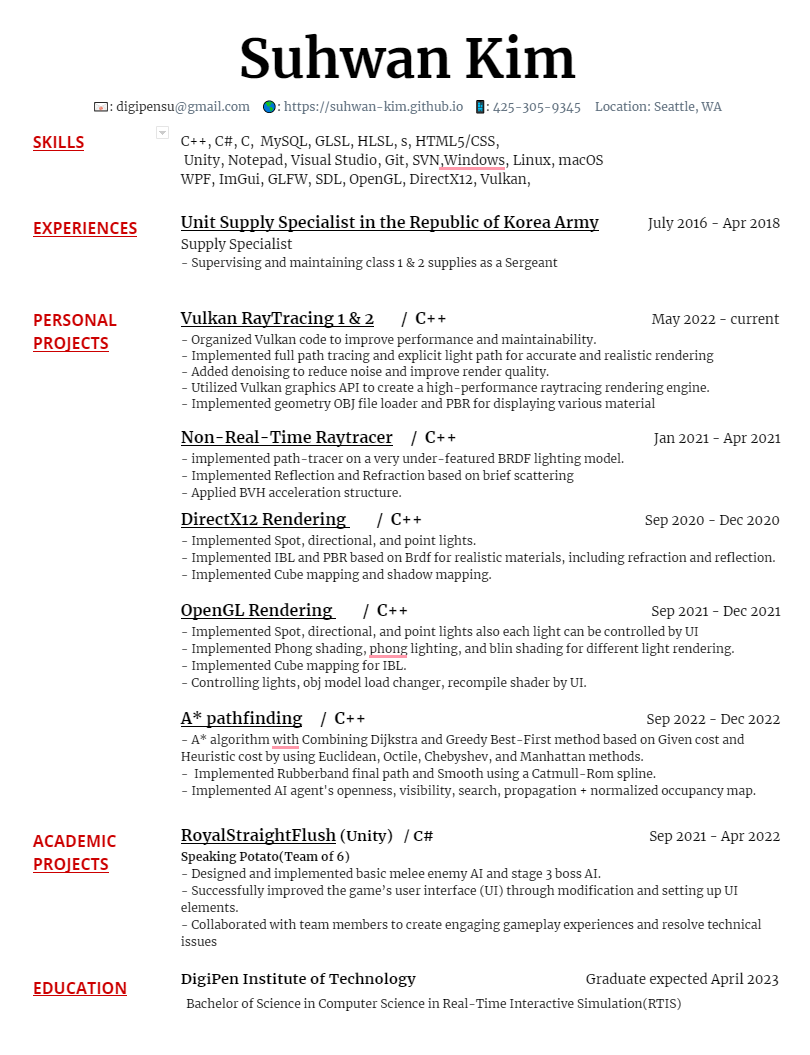 Suhwan Kim
: digipensu@gmail.com : https://suhwan-kim.github.io : 425-305-9345 Location: Seattle, WA
SKILLS
C++, C#, C, MySQL, GLSL, HLSL, s, HTML5/CSS,
Unity, Notepad, Visual Studio, Git, SVN,Windows, Linux, macOS
WPF, ImGui, GLFW, SDL, OpenGL, DirectX12, Vulkan,
EXPERIENCES
Unit Supply Specialist in the Republic of Korea Army July 2016 - Apr 2018
Supply Specialist
- Supervising and maintaining class 1 & 2 supplies as a Sergeant
PERSONAL
PROJECTS
Vulkan RayTracing 1 & 2 / C++ May 2022 - current
- Organized Vulkan code to improve performance and maintainability.
- Implemented full path tracing and explicit light path for accurate and realistic rendering
- Added denoising to reduce noise and improve render quality.
- Utilized Vulkan graphics API to create a high-performance raytracing rendering engine.
- Implemented geometry OBJ file loader and PBR for displaying various material
Non-Real-Time Raytracer / C++ Jan 2021 - Apr 2021
- implemented path-tracer on a very under-featured BRDF lighting model.
- Implemented Reflection and Refraction based on brief scattering
- Applied BVH acceleration structure.
DirectX12 Rendering / C++ Sep 2020 - Dec 2020
- Implemented Spot, directional, and point lights.
- Implemented IBL and PBR based on Brdf for realistic materials, including refraction and reflection.
- Implemented Cube mapping and shadow mapping.
OpenGL Rendering / C++ Sep 2021 - Dec 2021
- Implemented Spot, directional, and point lights also each light can be controlled by UI
- Implemented Phong shading, phong lighting, and blin shading for different light rendering.
- Implemented Cube mapping for IBL.
- Controlling lights, obj model load changer, recompile shader by UI.
A* pathfinding / C++ Sep 2022 - Dec 2022
- A* algorithm with Combining Dijkstra and Greedy Best-First method based on Given cost and
Heuristic cost by using Euclidean, Octile, Chebyshev, and Manhattan methods.
- Implemented Rubberband final path and Smooth using a Catmull-Rom spline.
- Implemented AI agent's openness, visibility, search, propagation + normalized occupancy map.
ACADEMIC
PROJECTS
RoyalStraightFlush (Unity) / C# Sep 2021 - Apr 2022
Speaking Potato(Team of 6)
- Designed and implemented basic melee enemy AI and stage 3 boss AI.
- Successfully improved the game’s user interface (UI) through modification and setting up UI
elements.
- Collaborated with team members to create engaging gameplay experiences and resolve technical
issues
EDUCATION
DigiPen Institute of Technology Graduate expected April 2023
Bachelor of Science in Computer Science in Real-Time Interactive Simulation(RTIS)